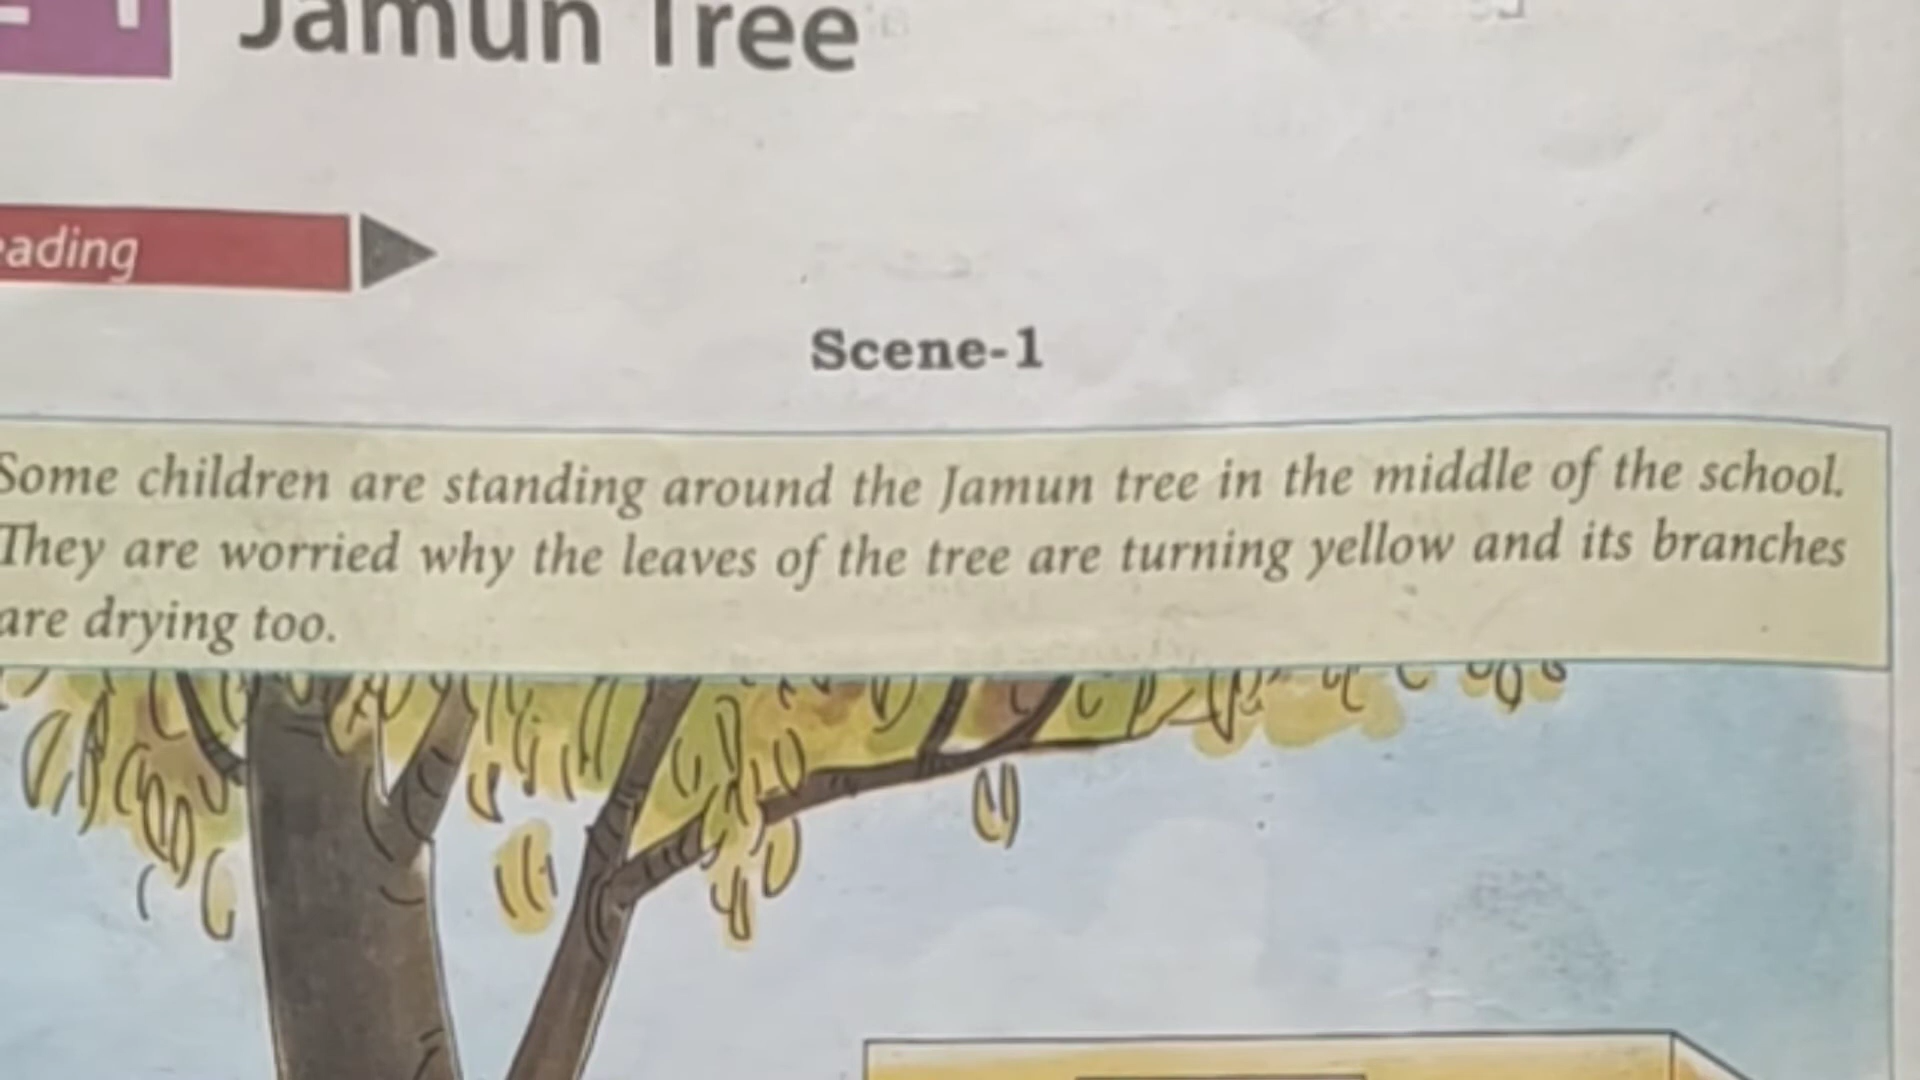 Jamun Tree
eading
Scene-1
Some children are standing around the Jamun tree in the middle of the school.
They are worried why the leaves of the tree are turning yellow and its branches
are drying too.